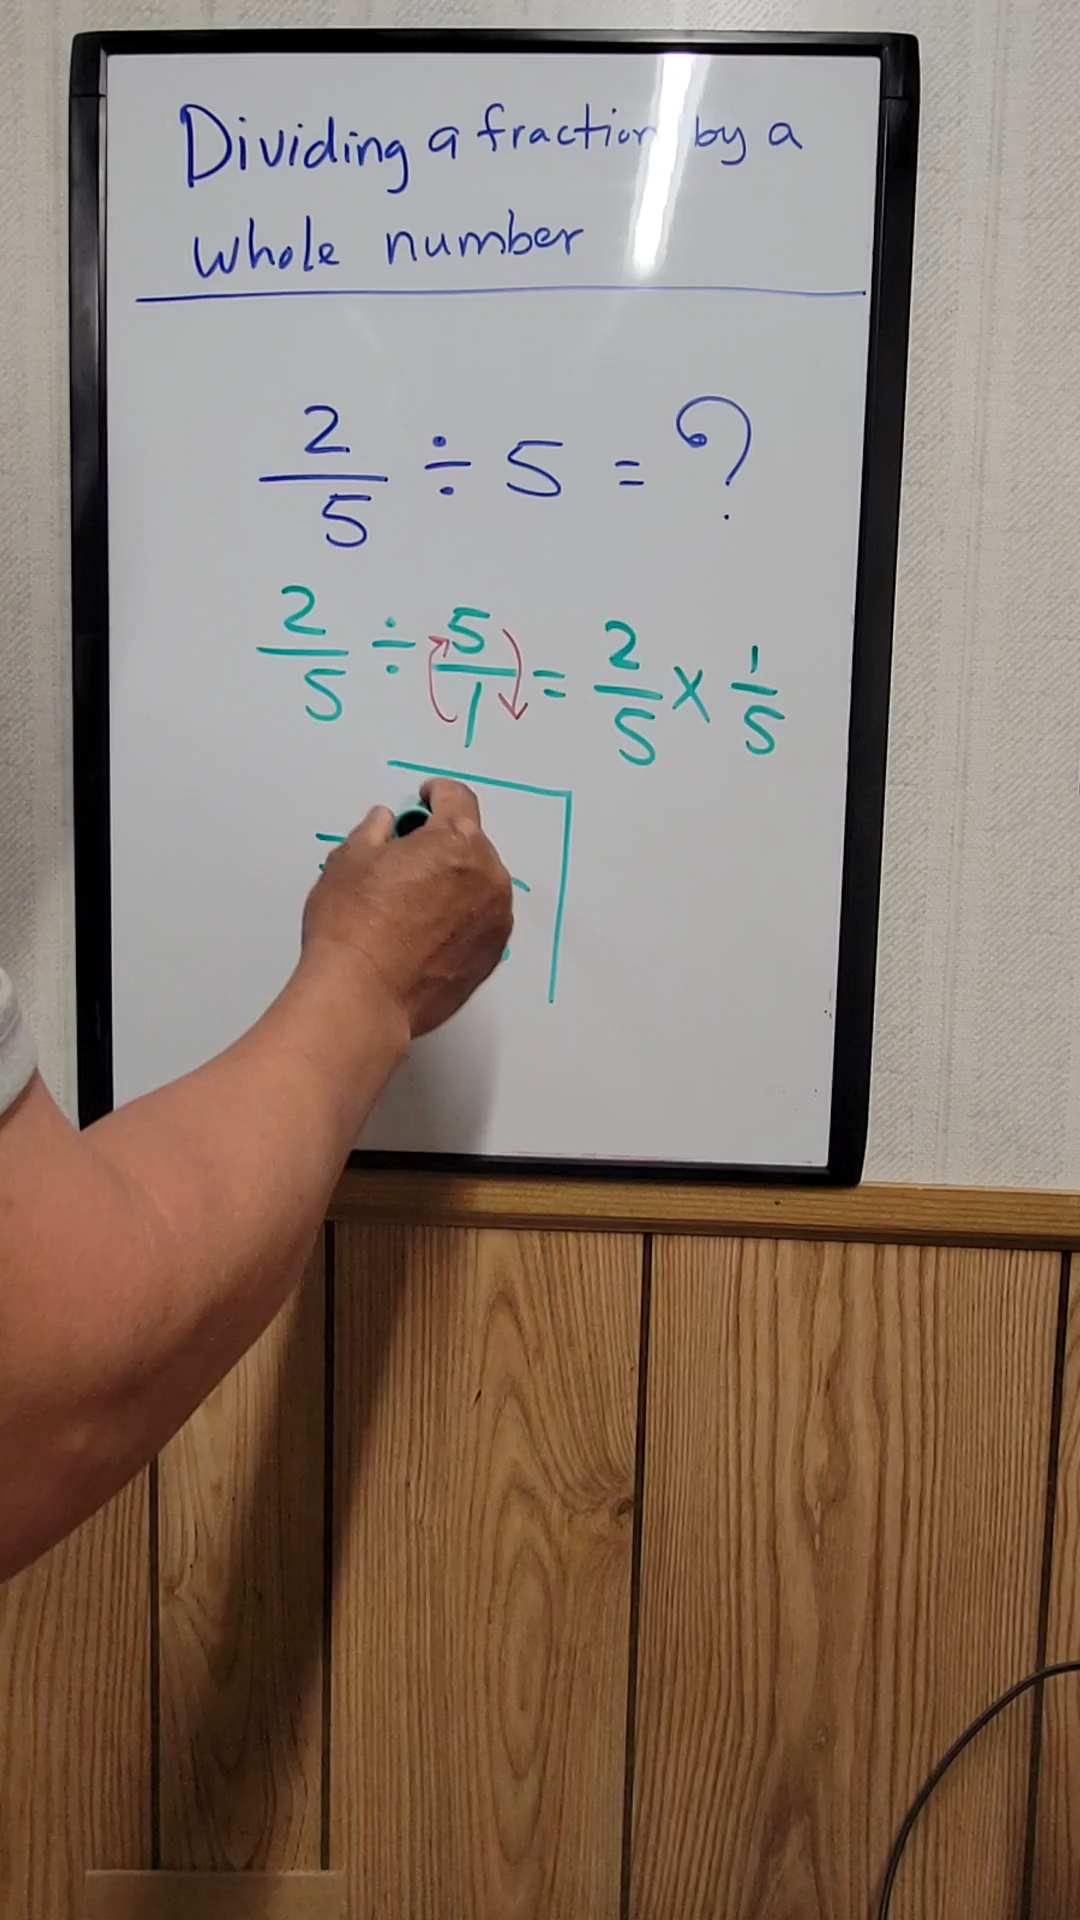 Dividing a fraction by a
whole number
2/5 ÷ 5 = ?
2/5 ÷ 5/1 = 2/5 × 1/5
=